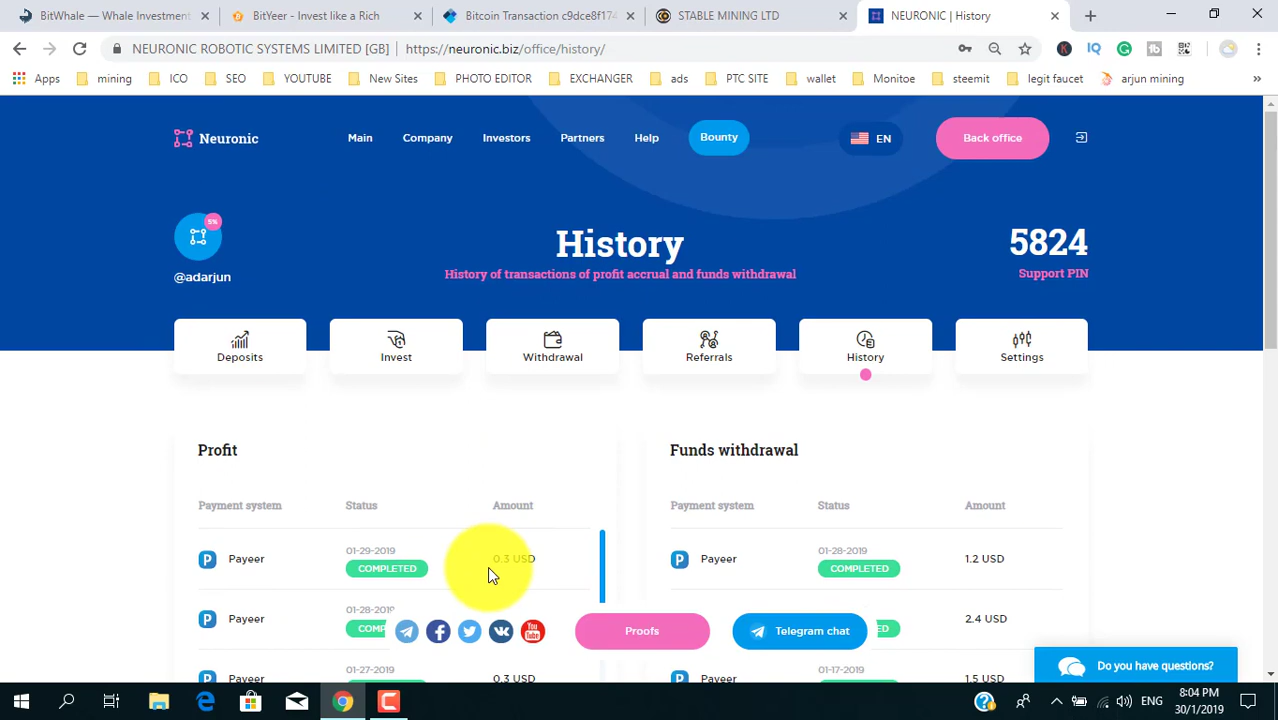 BitWhale — Whale Investment
BitYeer - Invest like a Rich
Bitcoin Transaction c9dce8f174
STABLE MINING LTD
NEURONIC | History
NEURONIC ROBOTIC SYSTEMS LIMITED [GB]
https://neuronic.biz/office/history/
Apps
mining
ICO
SEO
YOUTUBE
New Sites
PHOTO EDITOR
EXCHANGER
ads
PTC SITE
wallet
Monitoe
steemit
legit faucet
arjun mining
Neuronic
Main
Company
Investors
Partners
Help
Bounty
EN
Back office
5%
@adarjun
History
History of transactions of profit accrual and funds withdrawal
5824
Support PIN
Deposits
Invest
Withdrawal
Referrals
History
Settings
Profit
Payment system Status Amount
Payeer 01-29-2019 COMPLETED 0.3 USD
Payeer 01-28-2019
Payeer 01-27-2019 0.3 USD
Funds withdrawal
Payment system Status Amount
Payeer 01-28-2019 COMPLETED 1.2 USD
2.4 USD
Payeer 01-17-2019 1.5 USD
Proofs
Telegram chat
Do you have questions?
ENG
8:04 PM
30/1/2019